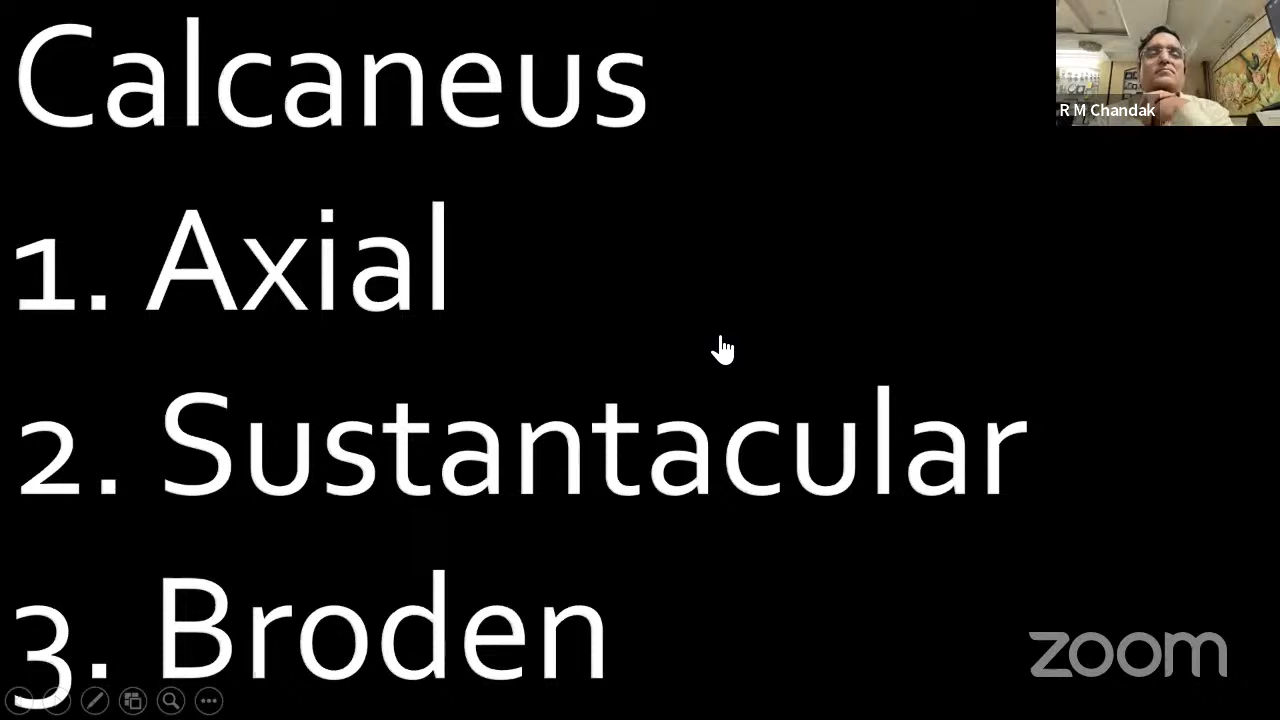 Calcaneus
R M Chandak
1. Axial
2. Sustantacular
3. Broden
zoom